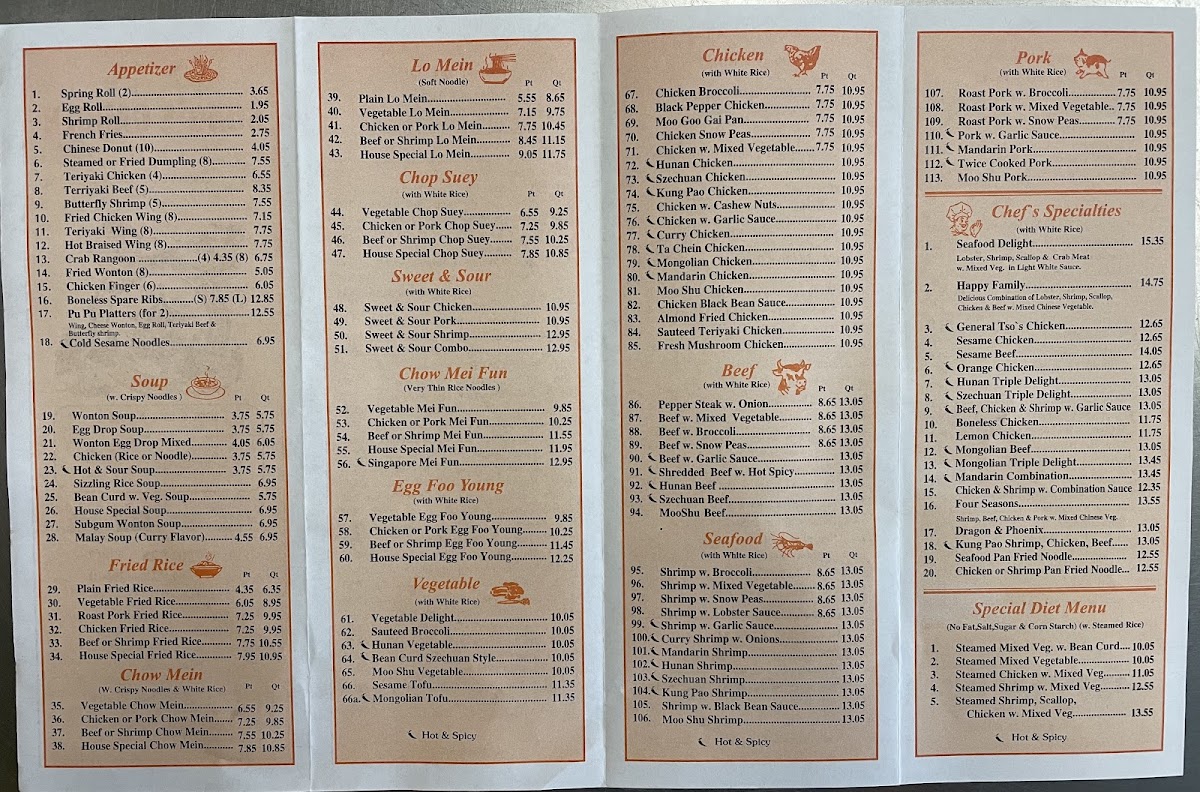 Appetizer
1. Spring Roll (2) 3.65
2. Egg Roll 1.95
3. Shrimp Roll 2.05
4. French Fries 2.75
5. Chinese Donut (10) 4.05
6. Steamed or Fried Dumpling (8) 7.55
7. Teriyaki Chicken (4) 6.55
8. Terriyaki Beef (5) 8.35
9. Butterfly Shrimp (5) 7.55
10. Fried Chicken Wing (8) 7.15
11. Teriyaki Wing (8) 7.75
12. Hot Braised Wing (8) 7.75
13. Crab Rangoon (4) 4.35 (8) 6.75
14. Fried Wonton (8) 5.05
15. Chicken Finger (6) 6.05
16. Boneless Spare Ribs (S) 7.85 (L) 12.85
17. Pu Pu Platters (for 2) 12.55
Wing, Cheese Wonton, Egg Roll, Teriyaki Beef &
Butterfly shrimp.
18. Cold Sesame Noodles 6.95
Soup
(w. Crispy Noodles )
Pt Qt
19. Wonton Soup 3.75 5.75
20. Egg Drop Soup 3.75 5.75
21. Wonton Egg Drop Mixed 4.05 6.05
22. Chicken (Rice or Noodle) 3.75 5.75
23. Hot & Sour Soup 3.75 5.75
24. Sizzling Rice Soup 6.95
25. Bean Curd w. Veg. Soup 5.75
26. House Special Soup 6.95
27. Subgum Wonton Soup 6.95
28. Malay Soup (Curry Flavor) 4.55 6.95
Fried Rice
Pt Qt
29. Plain Fried Rice 4.35 6.35
30. Vegetable Fried Rice 6.05 8.95
31. Roast Pork Fried Rice 7.25 9.95
32. Chicken Fried Rice 7.25 9.95
33. Beef or Shrimp Fried Rice 7.75 10.55
34. House Special Fried Rice 7.95 10.95
Chow Mein
(W. Crispy Noodles & White Rice)
Pt Qt
35. Vegetable Chow Mein 6.55 9.25
36. Chicken or Pork Chow Mein 7.25 9.85
37. Beef or Shrimp Chow Mein 7.55 10.25
38. House Special Chow Mein 7.85 10.85
Lo Mein
(Soft Noodle)
Pt Qt
39. Plain Lo Mein 5.55 8.65
40. Vegetable Lo Mein 7.15 9.75
41. Chicken or Pork Lo Mein 7.75 10.45
42. Beef or Shrimp Lo Mein 8.45 11.15
43. House Special Lo Mein 9.05 11.75
Chop Suey
(with White Rice)
Pt Qt
44. Vegetable Chop Suey 6.55 9.25
45. Chicken or Pork Chop Suey 7.25 9.85
46. Beef or Shrimp Chop Suey 7.55 10.25
47. House Special Chop Suey 7.85 10.85
Sweet & Sour
(with White Rice)
48. Sweet & Sour Chicken 10.95
49. Sweet & Sour Pork 10.95
50. Sweet & Sour Shrimp 12.95
51. Sweet & Sour Combo 12.95
Chow Mei Fun
(Very Thin Rice Noodles )
52. Vegetable Mei Fun 9.85
53. Chicken or Pork Mei Fun 10.25
54. Beef or Shrimp Mei Fun 11.55
55. House Special Mei Fun 11.95
56. Singapore Mei Fun 12.95
Egg Foo Young
(with White Rice)
57. Vegetable Egg Foo Young 9.85
58. Chicken or Pork Egg Foo Young 10.25
59. Beef or Shrimp Egg Foo Young 11.45
60. House Special Egg Foo Young 12.25
Vegetable
(with White Rice)
61. Vegetable Delight 10.05
62. Sauteed Broccoli 10.05
63. Hunan Vegetable 10.05
64. Bean Curd Szechuan Style 10.05
65. Moo Shu Vegetable 10.05
66. Sesame Tofu 11.35
66a. Mongolian Tofu 11.35
Hot & Spicy
Chicken
(with White Rice)
Pt Qt
67. Chicken Broccoli 7.75 10.95
68. Black Pepper Chicken 7.75 10.95
69. Moo Goo Gai Pan 7.75 10.95
70. Chicken Snow Peas 7.75 10.95
71. Chicken w. Mixed Vegetable 7.75 10.95
72. Hunan Chicken 10.95
73. Szechuan Chicken 10.95
74. Kung Pao Chicken 10.95
75. Chicken w. Cashew Nuts 10.95
76. Chicken w. Garlic Sauce 10.95
77. Curry Chicken 10.95
78. Ta Chein Chicken 10.95
79. Mongolian Chicken 10.95
80. Mandarin Chicken 10.95
81. Moo Shu Chicken 10.95
82. Chicken Black Bean Sauce 10.95
83. Almond Fried Chicken 10.95
84. Sauteed Teriyaki Chicken 10.95
85. Fresh Mushroom Chicken 10.95
Beef
(with White Rice)
Pt Qt
86. Pepper Steak w. Onion 8.65 13.05
87. Beef w. Mixed Vegetable 8.65 13.05
88. Beef w. Broccoli 8.65 13.05
89. Beef w. Snow Peas 8.65 13.05
90. Beef w. Garlic Sauce 13.05
91. Shredded Beef w. Hot Spicy 13.05
92. Hunan Beef 13.05
93. Szechuan Beef 13.05
94. MooShu Beef 13.05
Seafood
(with White Rice)
Pt Qt
95. Shrimp w. Broccoli 8.65 13.05
96. Shrimp w. Mixed Vegetable 8.65 13.05
97. Shrimp w. Snow Peas 8.65 13.05
98. Shrimp w. Lobster Sauce 8.65 13.05
99. Shrimp w. Garlic Sauce 13.05
100. Curry Shrimp w. Onions 13.05
101. Mandarin Shrimp 13.05
102. Hunan Shrimp 13.05
103. Szechuan Shrimp 13.05
104. Kung Pao Shrimp 13.05
105. Shrimp w. Black Bean Sauce 13.05
106. Moo Shu Shrimp 13.05
Hot & Spicy
Pork
(with White Rice)
Pt Qt
107. Roast Pork w. Broccoli 7.75 10.95
108. Roast Pork w. Mixed Vegetable 7.75 10.95
109. Roast Pork w. Snow Peas 7.75 10.95
110. Pork w. Garlic Sauce 10.95
111. Mandarin Pork 10.95
112. Twice Cooked Pork 10.95
113. Moo Shu Pork 10.95
Chef`s Specialties
(with White Rice)
1. Seafood Delight 15.35
Lobster, Shrimp, Scallop & Crab Meat
w. Mixed Veg. in Light White Sauce.
2. Happy Family 14.75
Delicious Combination of Lobster, Shrimp, Scallop,
Chicken & Beef w. Mixed Chinese Vegetable.
3. General Tso`s Chicken 12.65
4. Sesame Chicken 12.65
5. Sesame Beef 14.05
6. Orange Chicken 12.65
7. Hunan Triple Delight 13.05
8. Szechuan Triple Delight 13.05
9. Beef, Chicken & Shrimp w. Garlic Sauce 13.05
10. Boneless Chicken 11.75
11. Lemon Chicken 11.75
12. Mongolian Beef 13.05
13. Mongolian Triple Delight 13.45
14. Mandarin Combination 13.45
15. Chicken & Shrimp w. Combination Sauce 12.35
16. Four Seasons 13.55
Shrimp, Beef, Chicken & Pork w. Mixed Chinese Veg.
17. Dragon & Phoenix 13.05
18. Kung Pao Shrimp, Chicken, Beef 13.05
19. Seafood Pan Fried Noodle 12.55
20. Chicken or Shrimp Pan Fried Noodle 12.55
Special Diet Menu
(No Fat,Salt,Sugar & Corn Starch) (w. Steamed Rice)
1. Steamed Mixed Veg. w. Bean Curd 10.05
2. Steamed Mixed Vegetable 10.05
3. Steamed Chicken w. Mixed Veg 11.05
4. Steamed Shrimp w. Mixed Veg 12.55
5. Steamed Shrimp, Scallop,
Chicken w. Mixed Veg 13.55
Hot & Spicy